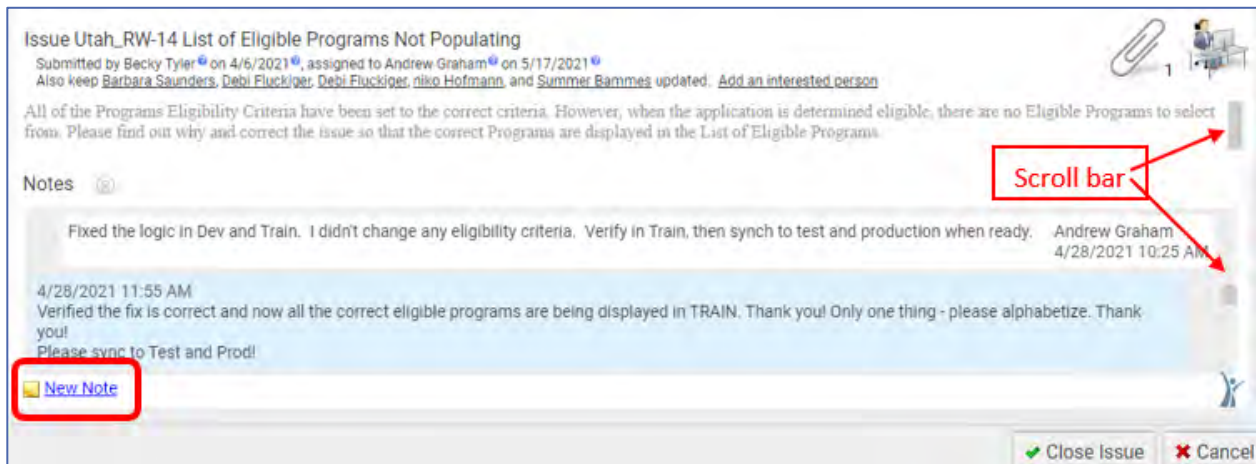 Issue Utah_RW-14 List of Eligible Programs Not Populating
Submitted by Becky Tyler on 4/6/2021, assigned to Andrew Graham on 5/17/2021
Also keep Barbara Saunders, Debi Fluckiger, Debi Fluckiger, niko Hofmann, and Summer Bammes updated. Add an interested person
1
All of the Programs Eligibility Criteria have been set to the correct criteria. However, when the application is determined eligible, there are no Eligible Programs to select
from. Please find out why and correct the issue so that the correct Programs are displayed in the List of Eligible Programs.
Scroll bar
Notes
Fixed the logic in Dev and Train. I didn't change any eligibility criteria. Verify in Train, then synch to test and production when ready. Andrew Graham
4/28/2021 10:25 AM
4/28/2021 11:55 AM
Verified the fix is correct and now all the correct eligible programs are being displayed in TRAIN. Thank you! Only one thing - please alphabetize. Thank
you!
Please sync to Test and Prod!
New Note
Close Issue Cancel